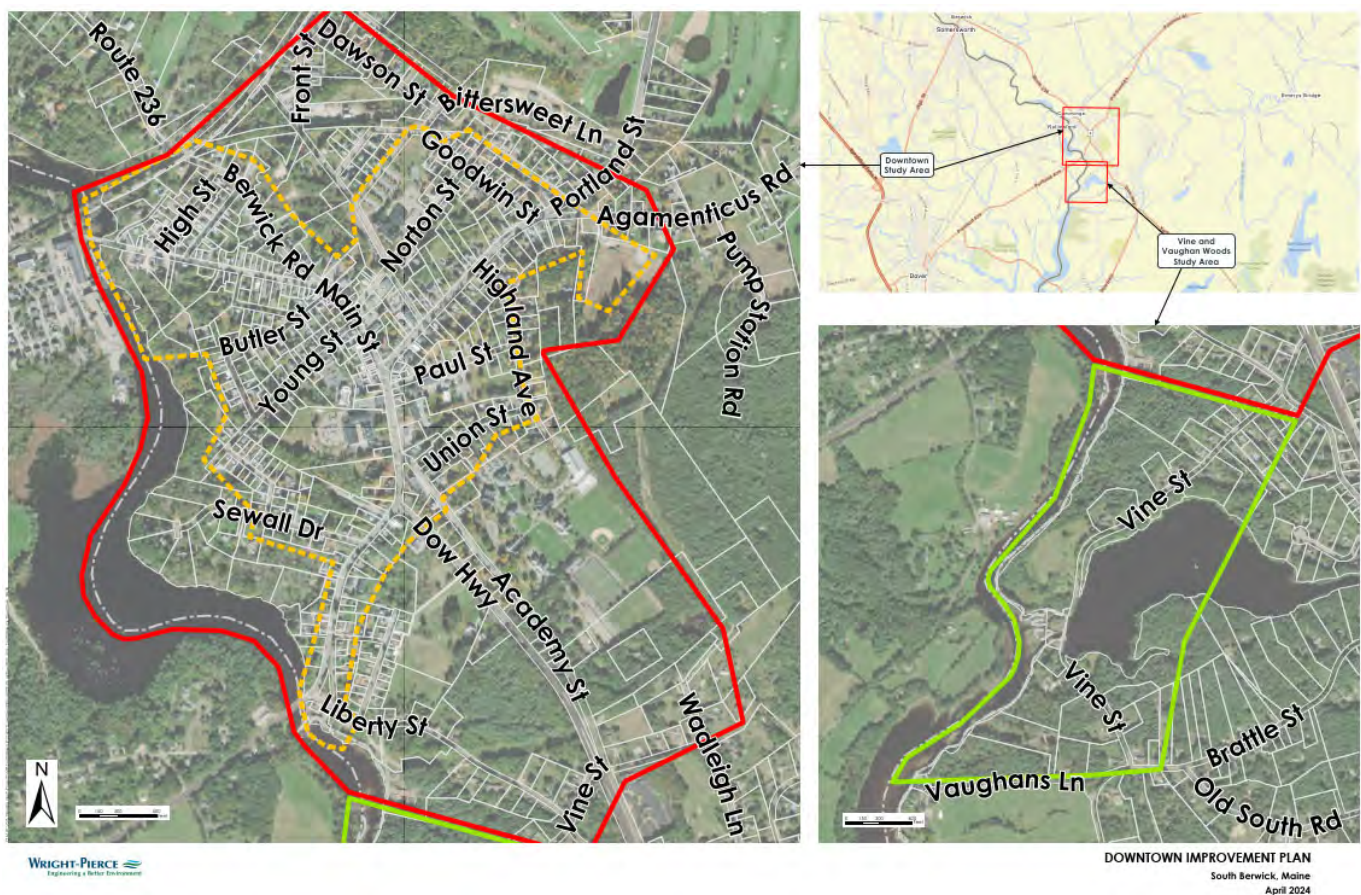 Route 236
Front St
Dawson St
Bittersweet Ln
Portland St
Goodwin St
Agamenticus Rd
High St
Berwick Rd
Norton St
Main St
Highland Ave
Pump Station Rd
Butler St
Young St
Paul St
Union St
Sewall Dr
Dow Hwy
Academy St
Liberty St
Wadleigh Ln
Vine St
N
Somersworth
Dover
Downtown
Study Area
Vine and
Vaughan Woods
Study Area
Vine St
Vine St
Brattle St
Vaughans Ln
Old South Rd
WRIGHT-PIERCE
Engineering a Better Environment
DOWNTOWN IMPROVEMENT PLAN
South Berwick, Maine
April 2024